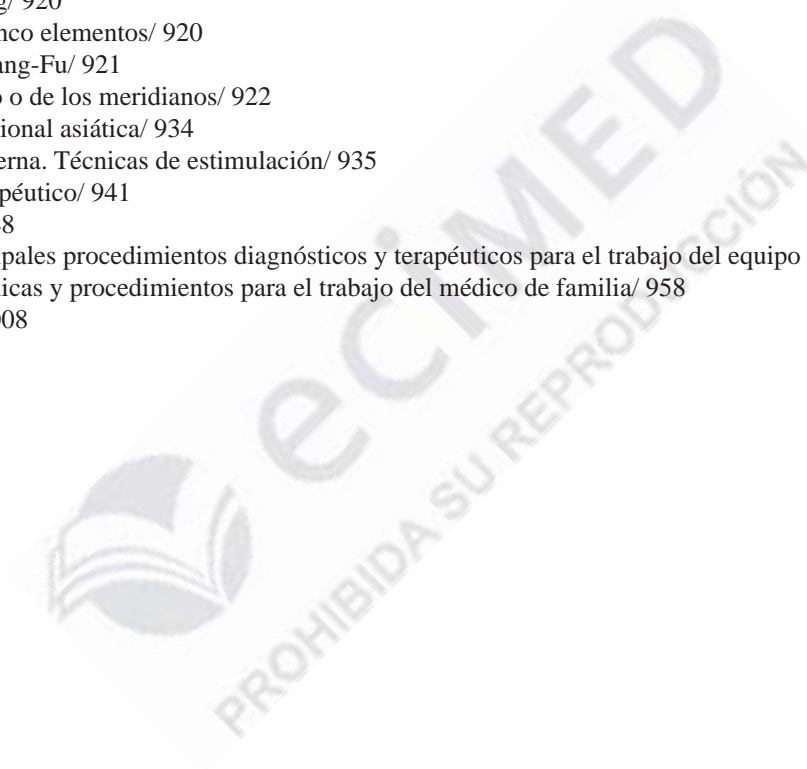 g/ 920
nco elementos/ 920
ang-Fu/ 921
o de los meridianos/ 922
ional asiática/ 934
erna. Técnicas de estimulación/ 935
péutico/ 941
8
pales procedimientos diagnósticos y terapéuticos para el trabajo del equipo
icas y procedimientos para el trabajo del médico de familia/ 958
08
ecimed
PROHIBIDA SU REPRODUCCIÓN